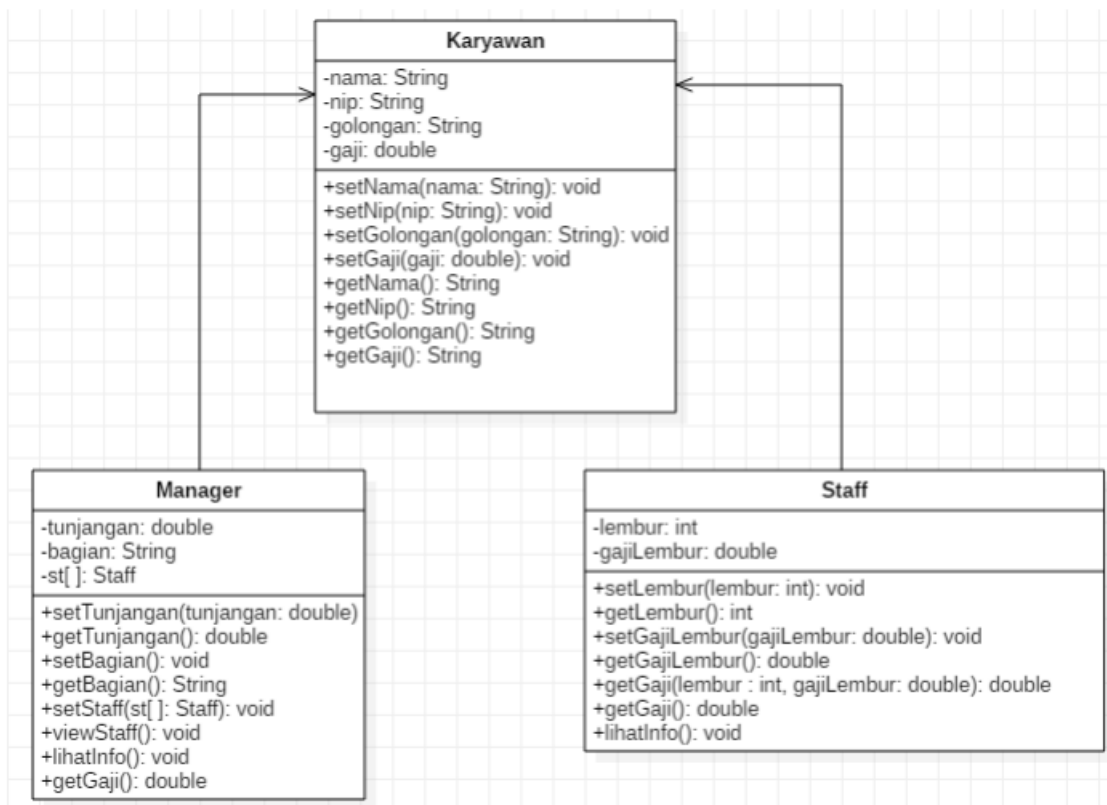 Karyawan
-nama: String
-nip: String
-golongan: String
-gaji: double
+setNama(nama: String): void
+setNip(nip: String): void
+setGolongan(golongan: String): void
+setGaji(gaji: double): void
+getNama(): String
+getNip(): String
+getGolongan(): String
+getGaji(): String
Manager
-tunjangan: double
-bagian: String
-st[ ]: Staff
+setTunjangan(tunjangan: double)
+getTunjangan(): double
+setBagian(): void
+getBagian(): String
+setStaff(st[ ]: Staff): void
+viewStaff(): void
+lihatInfo(): void
+getGaji(): double
Staff
-lembur: int
-gajiLembur: double
+setLembur(lembur: int): void
+getLembur(): int
+setGajiLembur(gajiLembur: double): void
+getGajiLembur(): double
+getGaji(lembur : int, gajiLembur: double): double
+getGaji(): double
+lihatInfo(): void